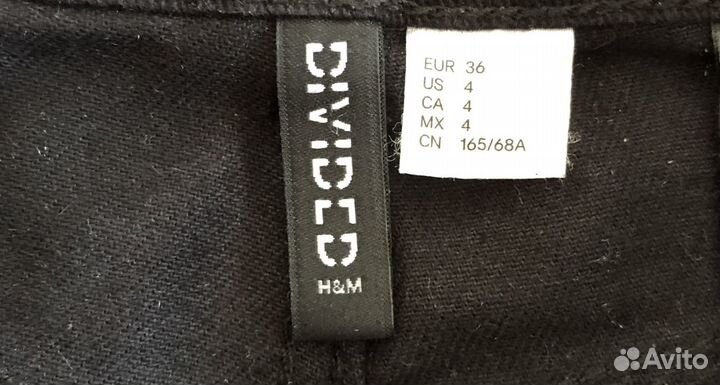 DIVIDED
H&M
EUR 36
US 4
CA 4
MX 4
CN 165/68A
Avito